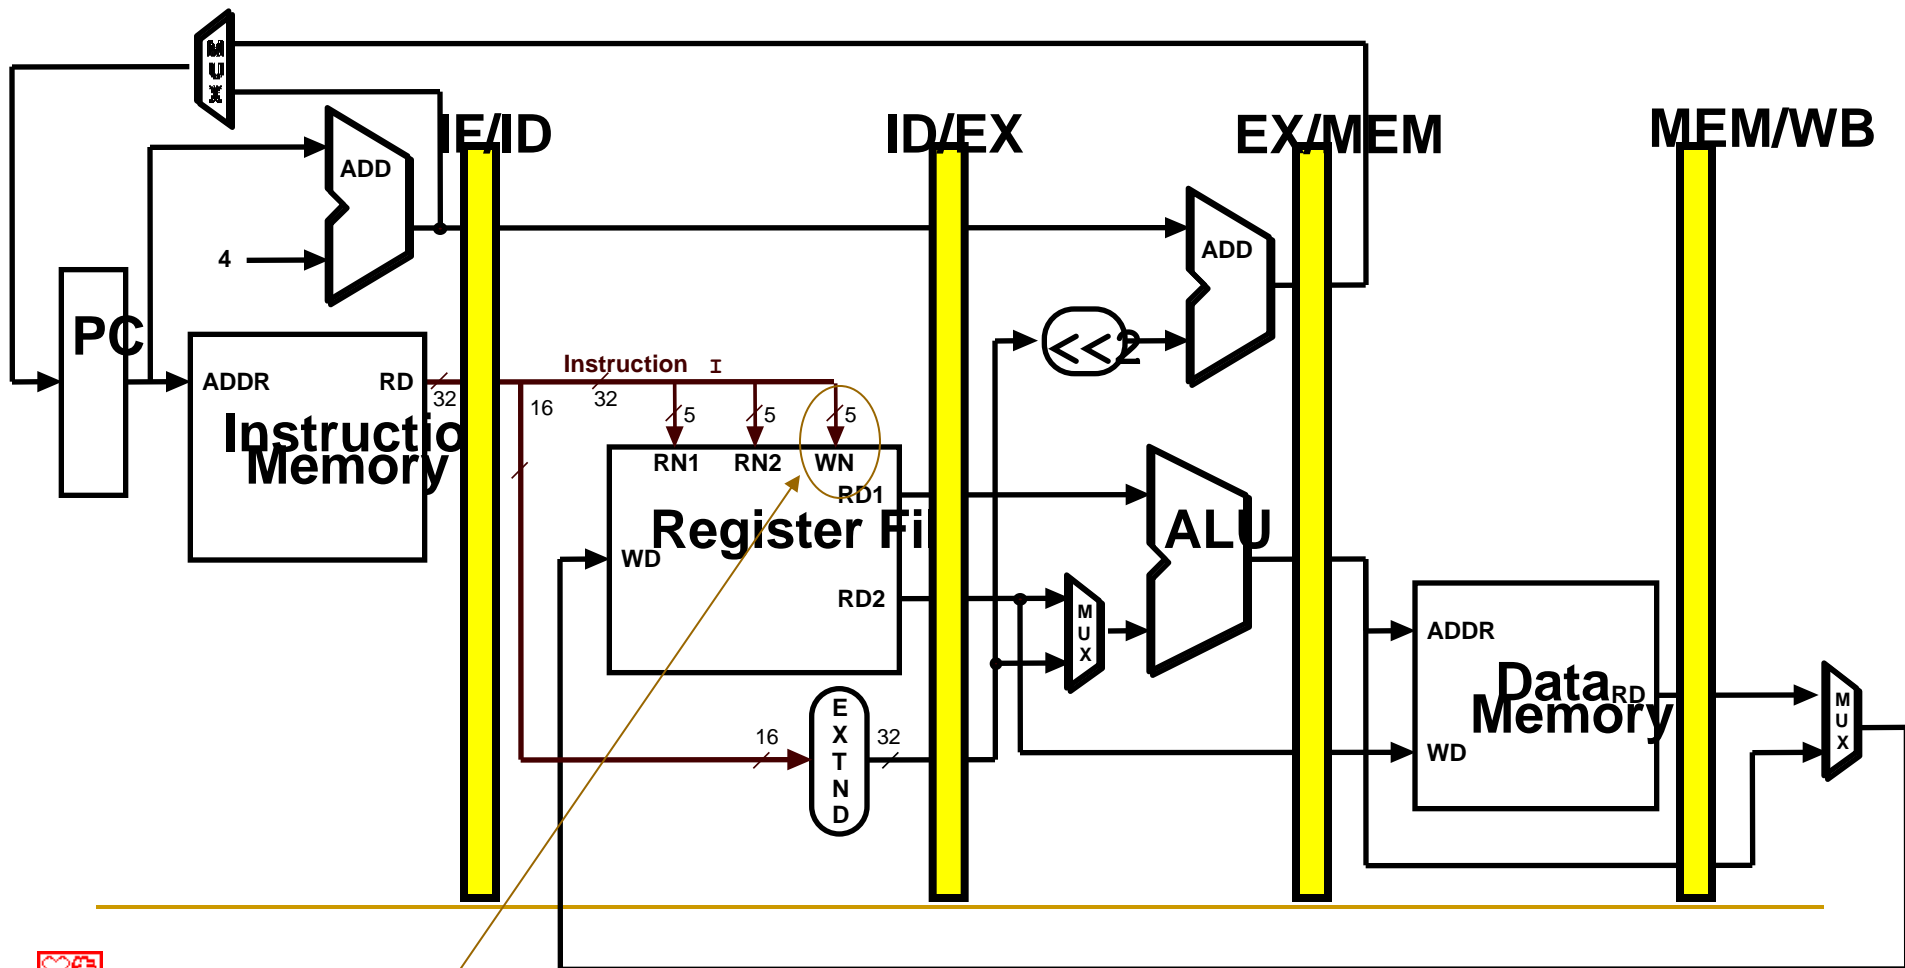 MUX
IF/ID
ID/EX
EX/MEM
MEM/WB
ADD
4
ADD
PC
<<2
Instruction I
ADDR
RD
32
16
32
5
5
5
Instructio
Memory
RN1
RN2
WN
RD1
Register Fil
ALU
WD
RD2
MUX
ADDR
Data
RD
Memory
MUX
EXTND
16
32
WD